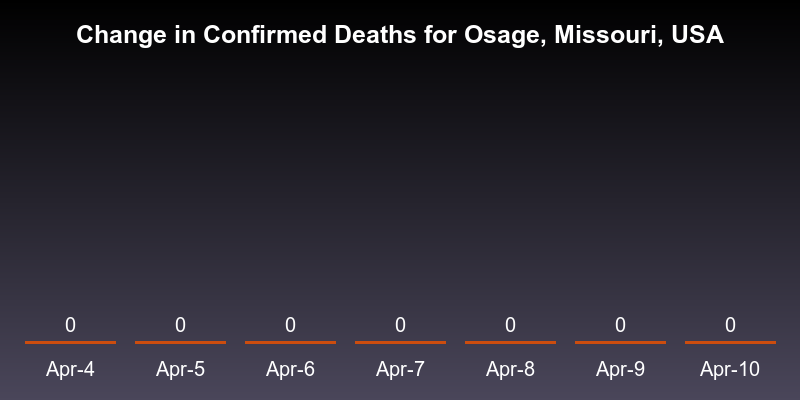 Change in Confirmed Deaths for Osage, Missouri, USA
0 0 0 0 0 0 0
Apr-4 Apr-5 Apr-6 Apr-7 Apr-8 Apr-9 Apr-10